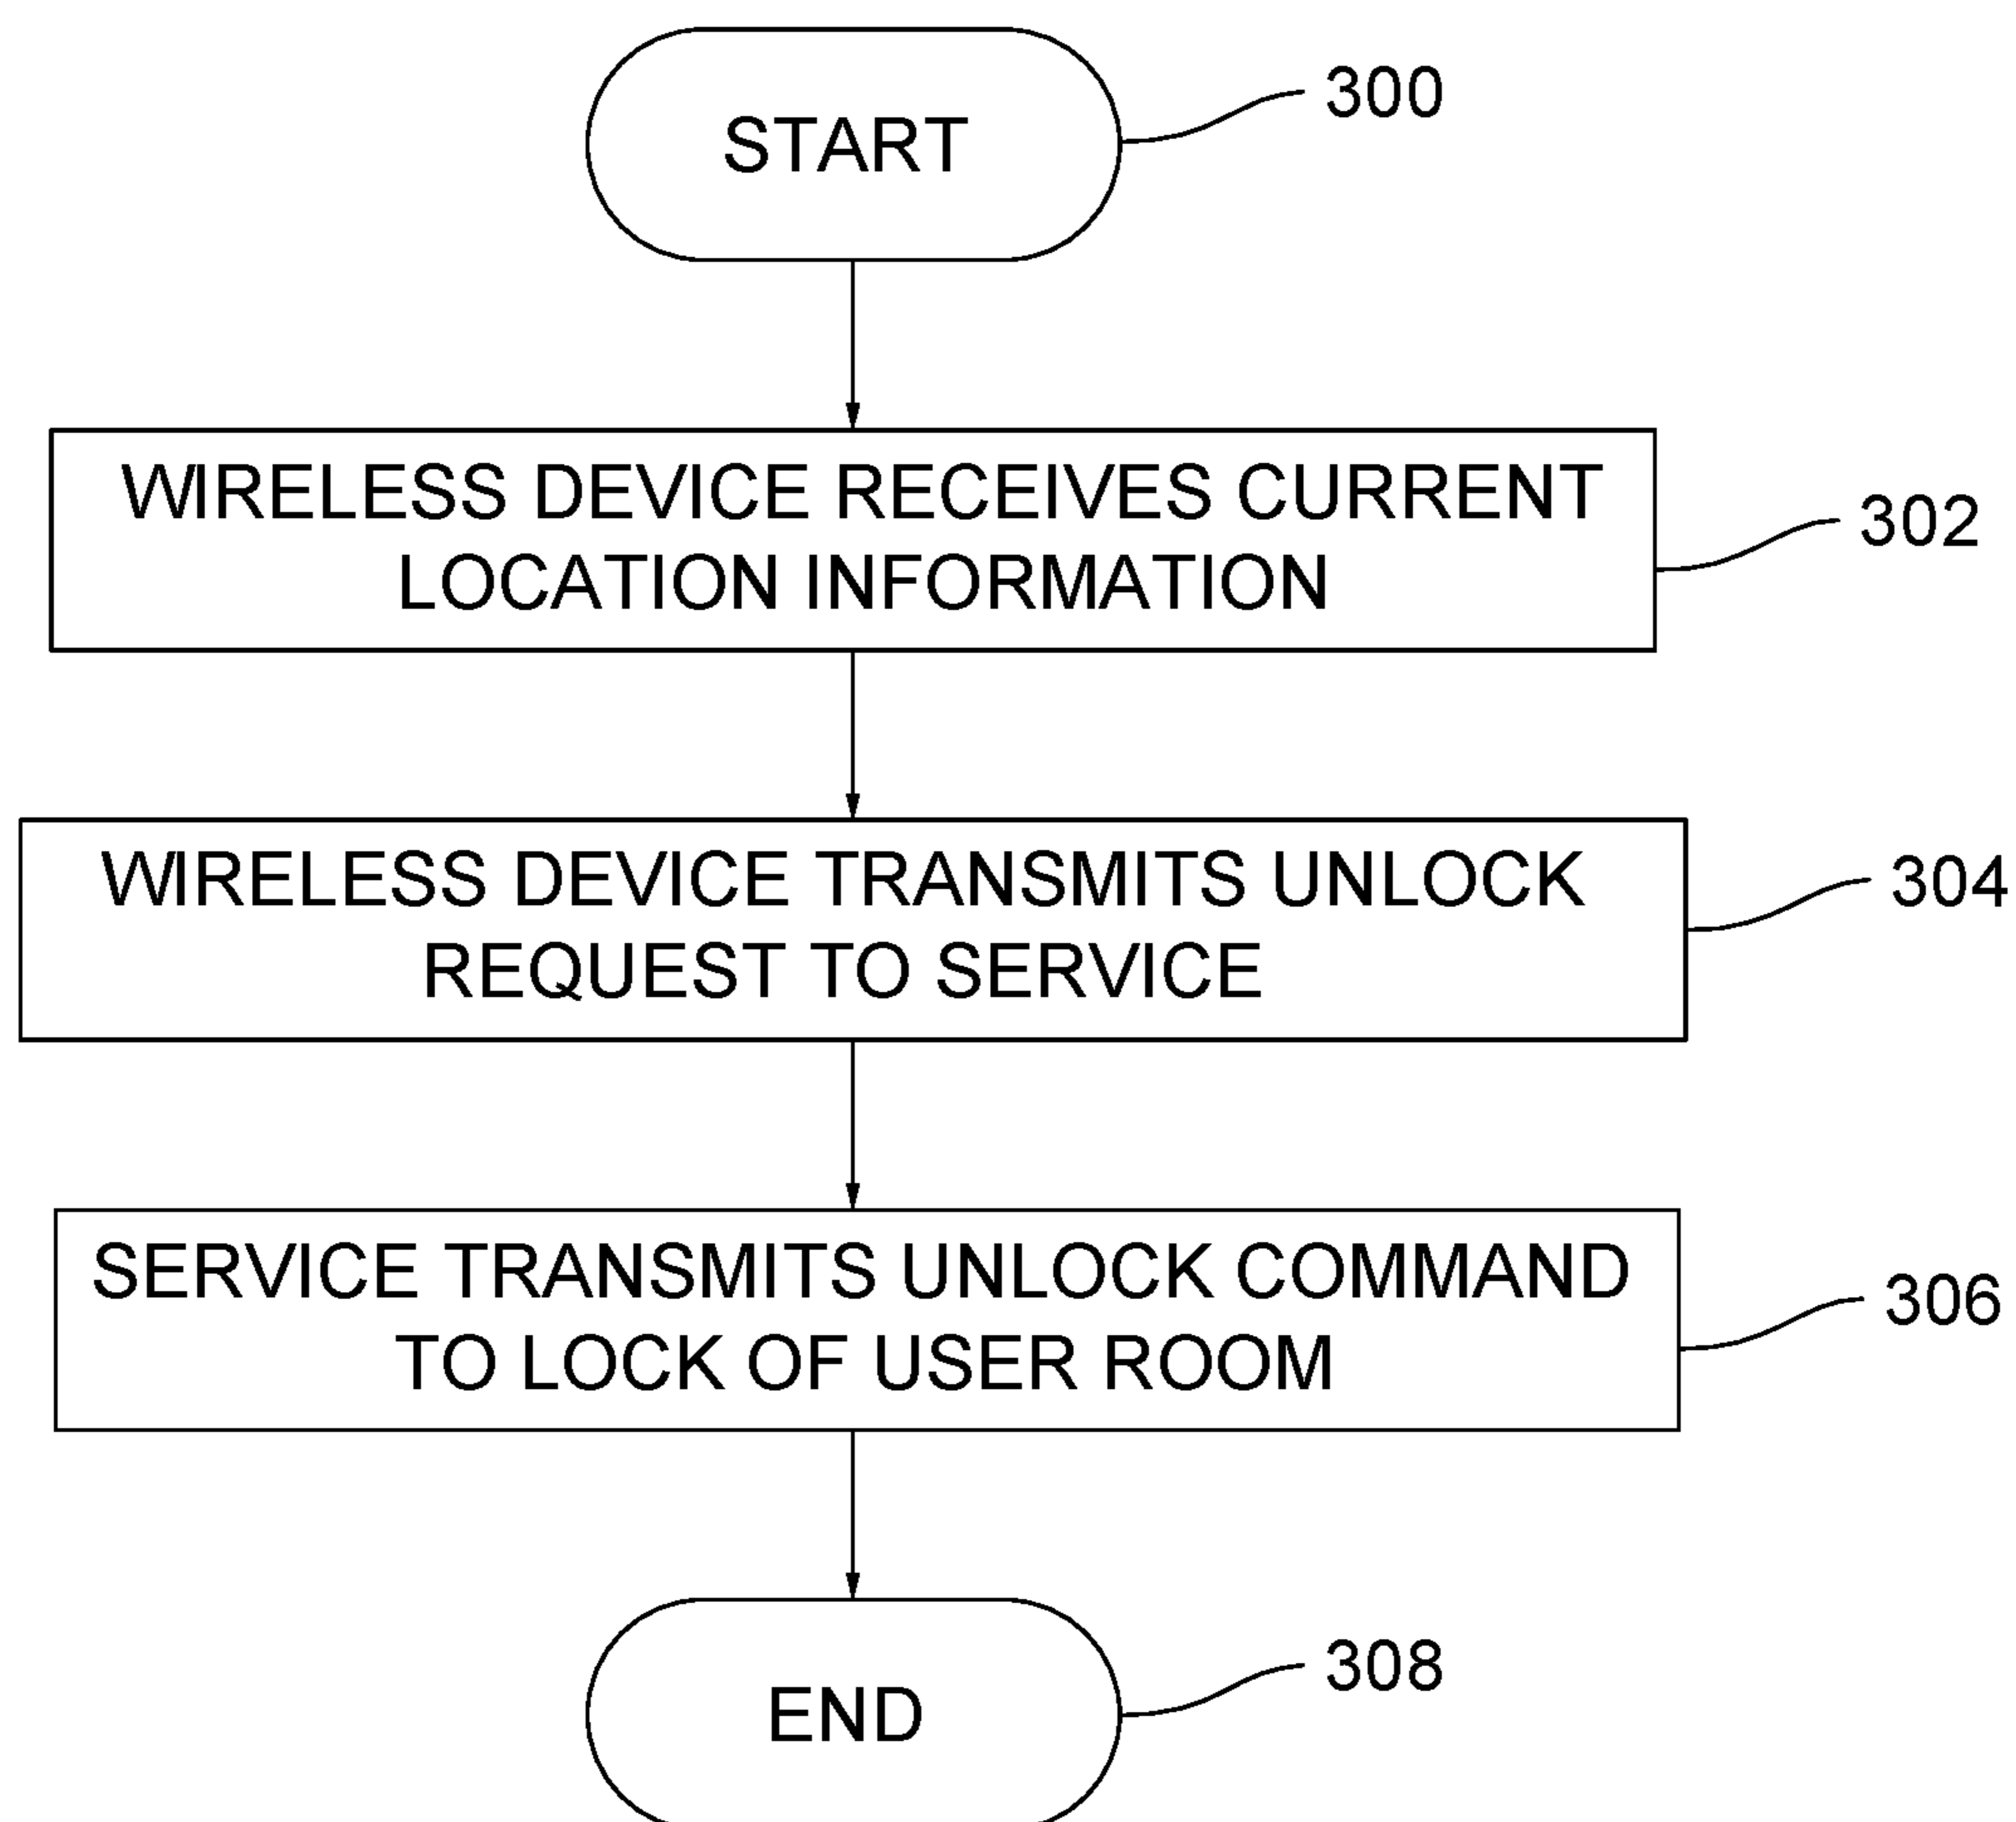 START
300
WIRELESS DEVICE RECEIVES CURRENT
LOCATION INFORMATION
302
WIRELESS DEVICE TRANSMITS UNLOCK
REQUEST TO SERVICE
304
SERVICE TRANSMITS UNLOCK COMMAND
TO LOCK OF USER ROOM
306
END
308